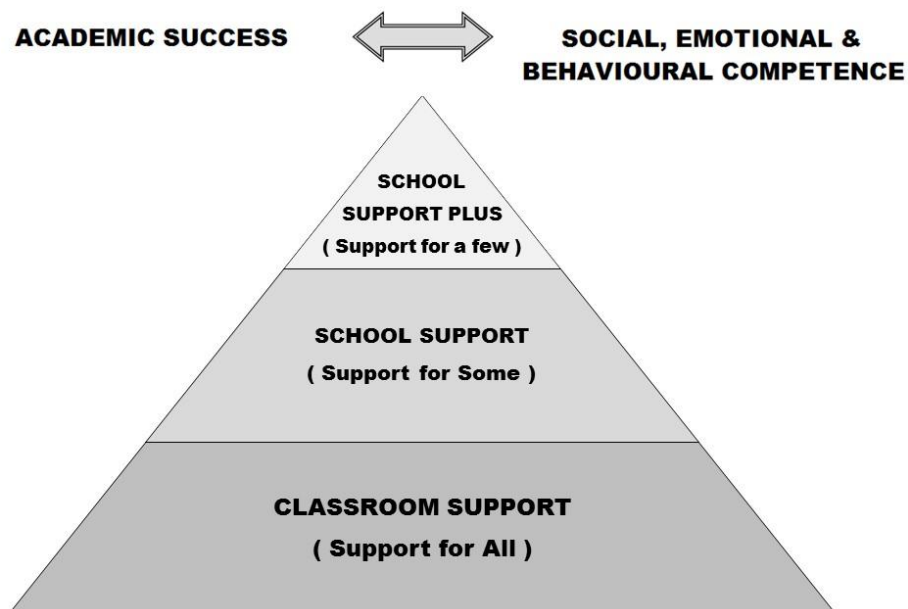 ACADEMIC SUCCESS
SOCIAL, EMOTIONAL &
BEHAVIOURAL COMPETENCE
SCHOOL
SUPPORT PLUS
( Support for a few )
SCHOOL SUPPORT
( Support for Some )
CLASSROOM SUPPORT
( Support for All )